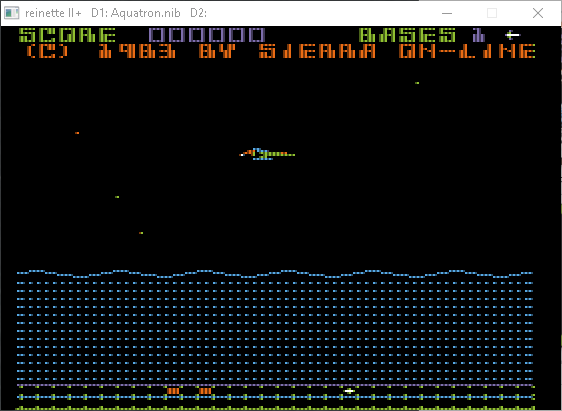 reinette II+ D1: Aquatron.nib D2:
SCORE 000000 BASES 1
(C) 1983 BY SIERRA ON-LINE